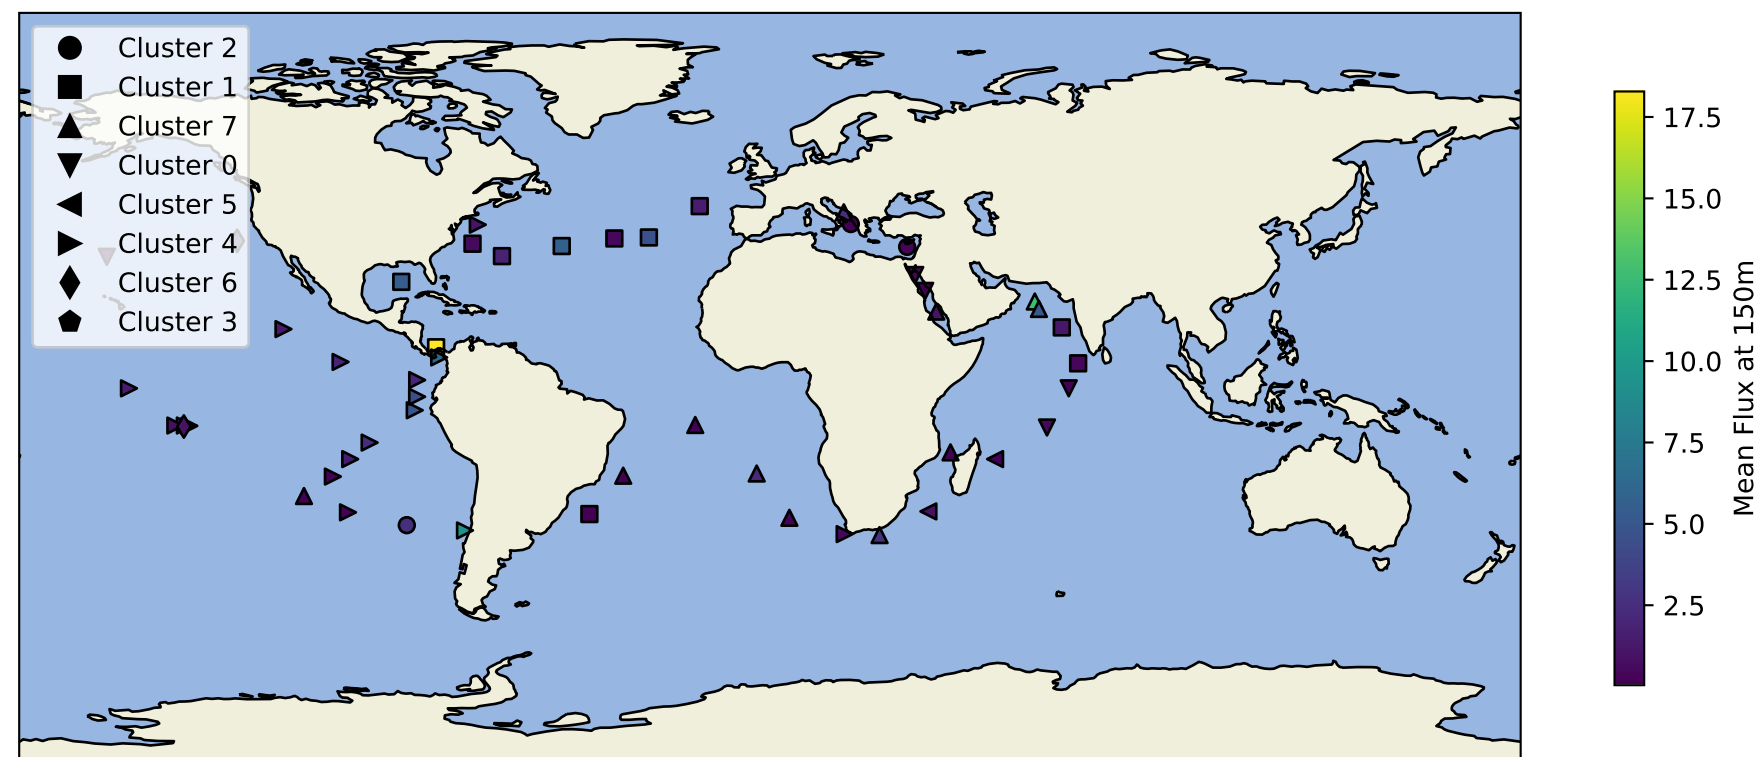 Cluster 2
Cluster 1
Cluster 7
Cluster 0
Cluster 5
Cluster 4
Cluster 6
Cluster 3
17.5
15.0
12.5
10.0
7.5
5.0
2.5
Mean Flux at 150m